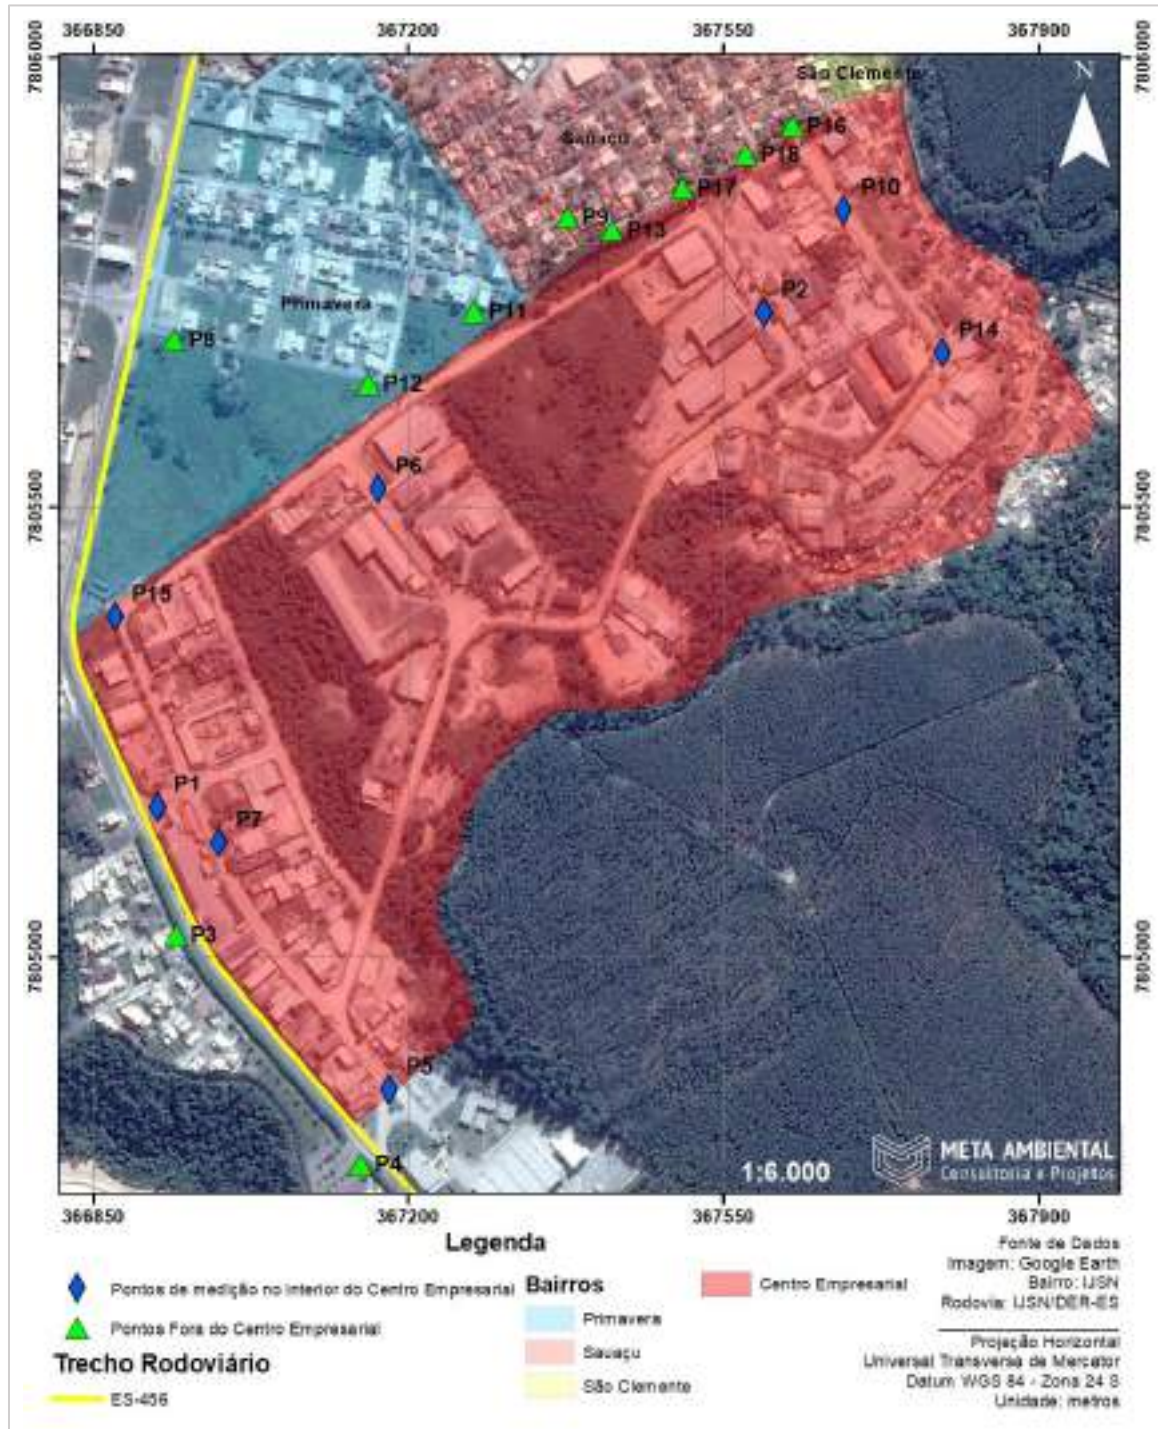 366850 367200 367550 367900
7806000 7806000
São Clemente
N
Sauaçu
P16
P18
P10
P17
P9
P13
P2
Primavera
P11
P8
P14
P12
P6
7805500 7805500
P15
P1
P7
P3
7805000 7805000
P5
P4
1:6.000
META AMBIENTAL
Consultoria e Projetos
366850 367200 367550 367900
Legenda
Pontos de medição no Interior do Centro Empresarial
Pontos Fora do Centro Empresarial
Trecho Rodoviário
ES-456
Bairros
Primavera
Sauaçu
São Clemente
Centro Empresarial
Fonte de Dados
Imagem: Google Earth
Bairro: IJSN
Rodovia: IJSN/DER-ES
Projeção Horizontal
Universal Transversa de Mercator
Datum WGS 84 - Zona 24 S
Unidade: metros